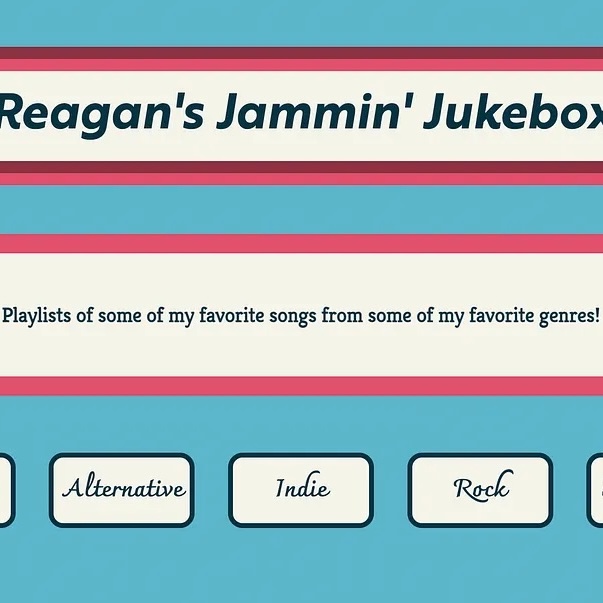 Reagan's Jammin' Jukebox
Playlists of some of my favorite songs from some of my favorite genres!
Alternative
Indie
Rock